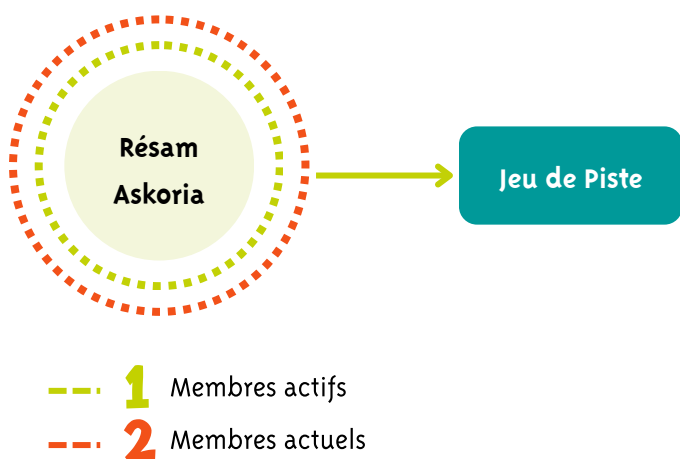 Résam
Askoria
Jeu de Piste
1 Membres actifs
2 Membres actuels